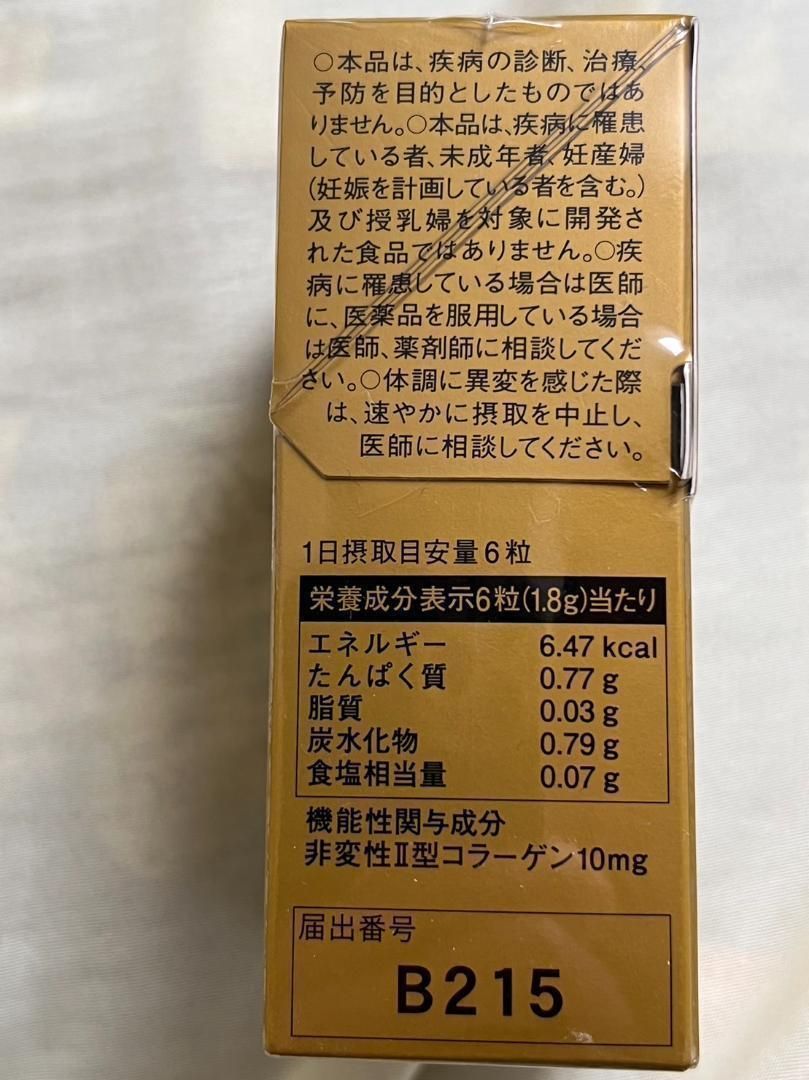 ○本品は、疾病の診断、治療、
予防を目的としたものではあ
りません。○本品は、疾病に罹患
している者、未成年者、妊産婦
(妊娠を計画している者を含む。)
及び授乳婦を対象に開発さ
れた食品ではありません。○疾
病に罹患している場合は医師
に、医薬品を服用している場合
は医師、薬剤師に相談してくだ
さい。○体調に異変を感じた際
は、速やかに摂取を中止し、
医師に相談してください。
1日摂取目安量6粒
栄養成分表示6粒(1.8g)当たり
エネルギー 6.47 kcal
たんぱく質 0.77 g
脂質 0.03 g
炭水化物 0.79 g
食塩相当量 0.07 g
機能性関与成分
非変性Ⅱ型コラーゲン10mg
届出番号
B215